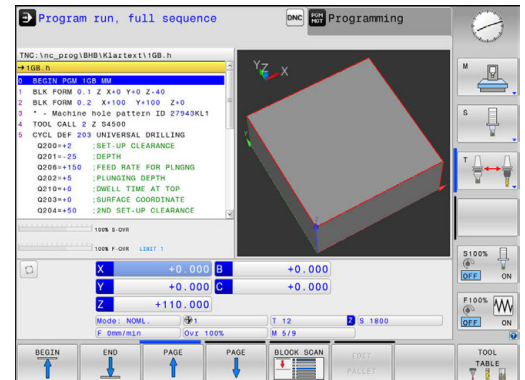 Program run, full sequence
DNC
PGM MGT
Programming
TNC:\nc_prog\BHB\Klartext\1GB.h
→1GB.h
0 BEGIN PGM 1GB MM
1 BLK FORM 0.1 Z X+0 Y+0 Z-40
2 BLK FORM 0.2 X+100 Y+100 Z+0
3 * - Machine hole pattern ID 27943KL1
4 TOOL CALL 2 Z S4500
5 CYCL DEF 203 UNIVERSAL DRILLING
Q200=+2 ;SET-UP CLEARANCE
Q201=-25 ;DEPTH
Q206=+150 ;FEED RATE FOR PLNGNG
Q202=+5 ;PLUNGING DEPTH
Q210=+0 ;DWELL TIME AT TOP
Q203=+0 ;SURFACE COORDINATE
Q204=+50 ;2ND SET-UP CLEARANCE
100% S-OVR
100% F-OVR LIMIT 1
Y Z X
M
S
T
X +0.000 B +0.000
Y +0.000 C +0.000
Z +110.000
Mode: NOML. 1 T 12 Z S 1800
F 0mm/min Ovr 100% M 5/9
S100%
OFF ON
F100%
OFF ON
BEGIN
END
PAGE
PAGE
BLOCK SCAN
EDIT PALLET
TOOL TABLE